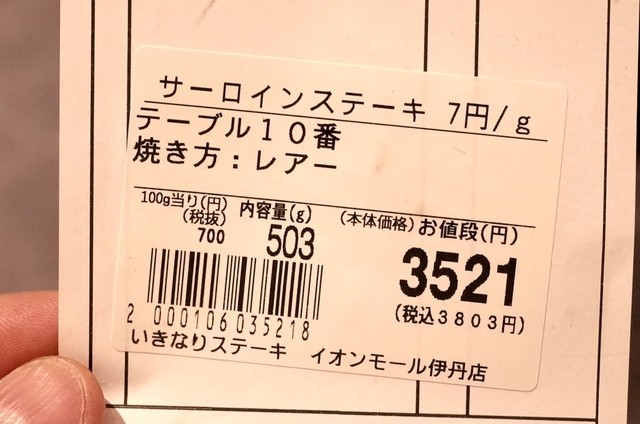 サーロインステーキ 7円/g
テーブル10番
焼き方：レアー
100g当り(円) 内容量(g) (本体価格) お値段(円)
(税抜)
700 503 3521
(税込3803円)
2 000106 035218
いきなりステーキ イオンモール伊丹店